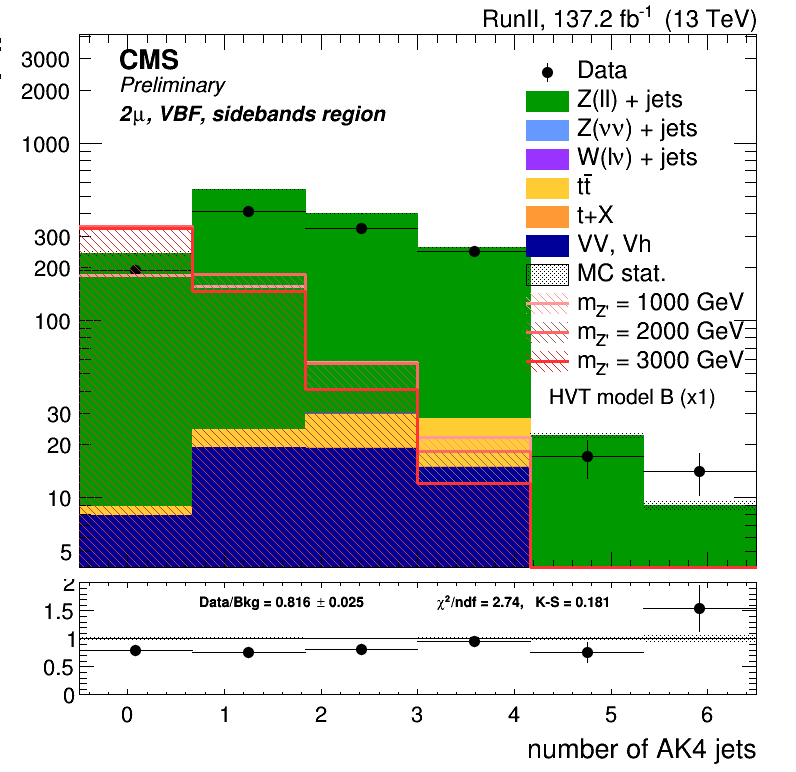 RunII, 137.2 fb⁻¹ (13 TeV)
CMS
Preliminary
2μ, VBF, sidebands region
Data
Z(ll) + jets
Z(νν) + jets
W(lν) + jets
tt̄
t+X
VV, Vh
MC stat.
m_Z' = 1000 GeV
m_Z' = 2000 GeV
m_Z' = 3000 GeV
HVT model B (x1)
3000
2000
1000
300
200
100
30
20
10
5
Data/Bkg = 0.816 ± 0.025 χ²/ndf = 2.74, K-S = 0.181
2
1.5
1
0.5
0
0 1 2 3 4 5 6
number of AK4 jets